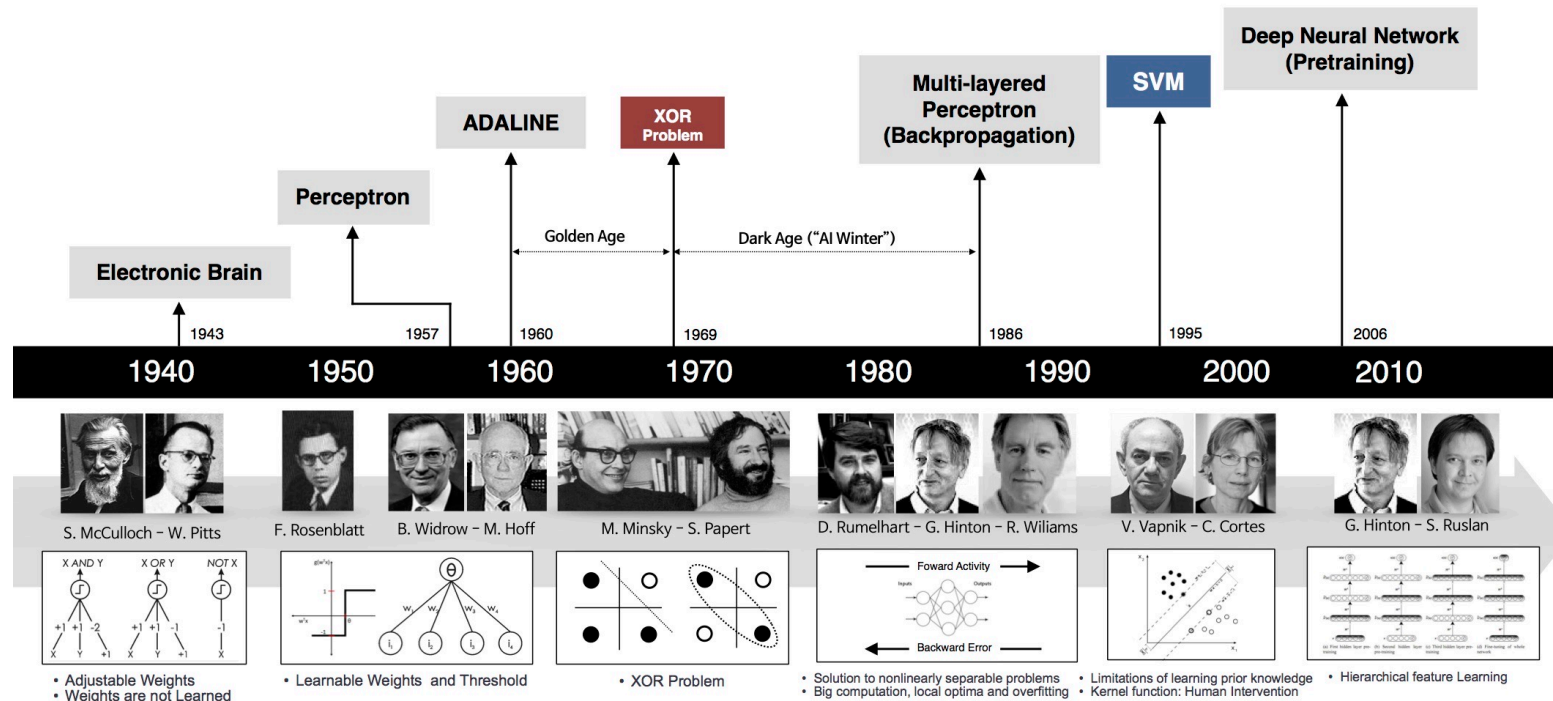 Deep Neural Network
(Pretraining)
Multi-layered
Perceptron
(Backpropagation)
SVM
ADALINE
XOR
Problem
Perceptron
Golden Age
Dark Age ("AI Winter")
Electronic Brain
1943
1957
1960
1969
1986
1995
2006
1940
1950
1960
1970
1980
1990
2000
2010
S. McCulloch – W. Pitts
F. Rosenblatt
B. Widrow – M. Hoff
M. Minsky – S. Papert
D. Rumelhart – G. Hinton – R. Wiliams
V. Vapnik – C. Cortes
G. Hinton – S. Ruslan
X AND Y
X OR Y
NOT X
+1 +1 -2
+1 +1 -1
-1
X Y +1
X Y +1
X
1
θ
W1 W2 W3 W4
i1 i2 i3 i4
Foward Activity
Inputs
Outputs
Backward Error
X2
X1
• Adjustable Weights
• Weights are not Learned
• Learnable Weights and Threshold
• XOR Problem
• Solution to nonlinearly separable problems
• Big computation, local optima and overfitting
• Limitations of learning prior knowledge
• Kernel function: Human Intervention
• Hierarchical feature Learning